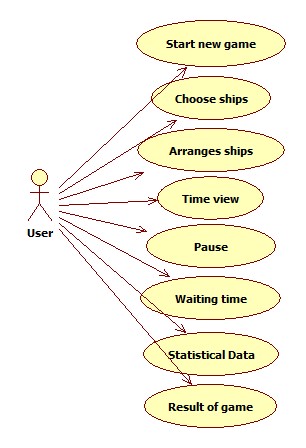 Start new game
Choose ships
Arranges ships
Time view
User
Pause
Waiting time
Statistical Data
Result of game